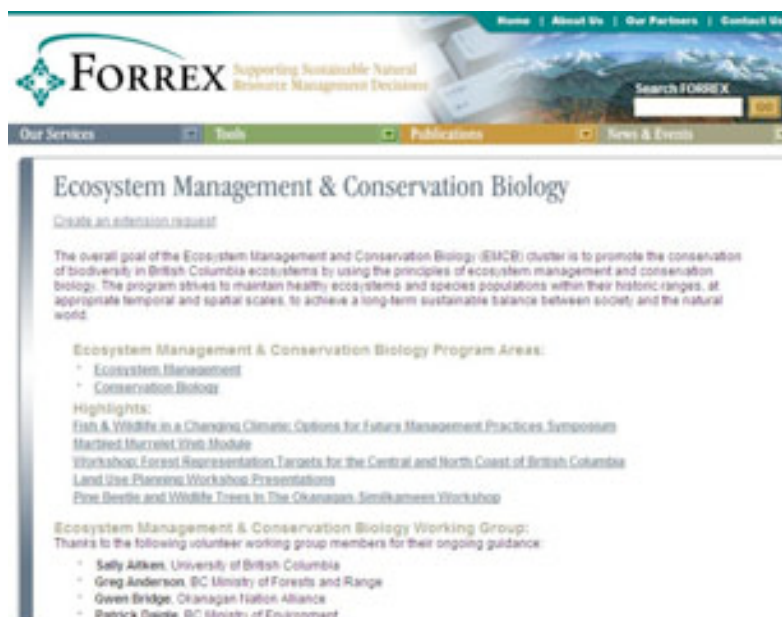 Home | About Us | Our Partners | Contact Us
FORREX Supporting Sustainable Natural
Resource Management Decisions
Search FORREX
GO
Our Services Tools Publications News & Events
Ecosystem Management & Conservation Biology
Create an extension request
The overall goal of the Ecosystem Management and Conservation Biology (EMCB) cluster is to promote the conservation
of biodiversity in British Columbia ecosystems by using the principles of ecosystem management and conservation
biology. The program strives to maintain healthy ecosystems and species populations within their historic ranges, at
appropriate temporal and spatial scales, to achieve a long-term sustainable balance between society and the natural
world.
Ecosystem Management & Conservation Biology Program Areas:
Ecosystem Management
Conservation Biology
Highlights:
Fish & Wildlife in a Changing Climate: Options for Future Management Practices Symposium
Marbled Murrelet Web Module
Workshop: Forest Representation Targets for the Central and North Coast of British Columbia
Land Use Planning Workshop Presentations
Pine Beetle and Wildlife Trees In The Okanagan-Similkameen Workshop
Ecosystem Management & Conservation Biology Working Group:
Thanks to the following volunteer working group members for their ongoing guidance:
Sally Aitken, University of British Columbia
Greg Anderson, BC Ministry of Forests and Range
Gwen Bridge, Okanagan Nation Alliance
Patrick Daigle, BC Ministry of Environment